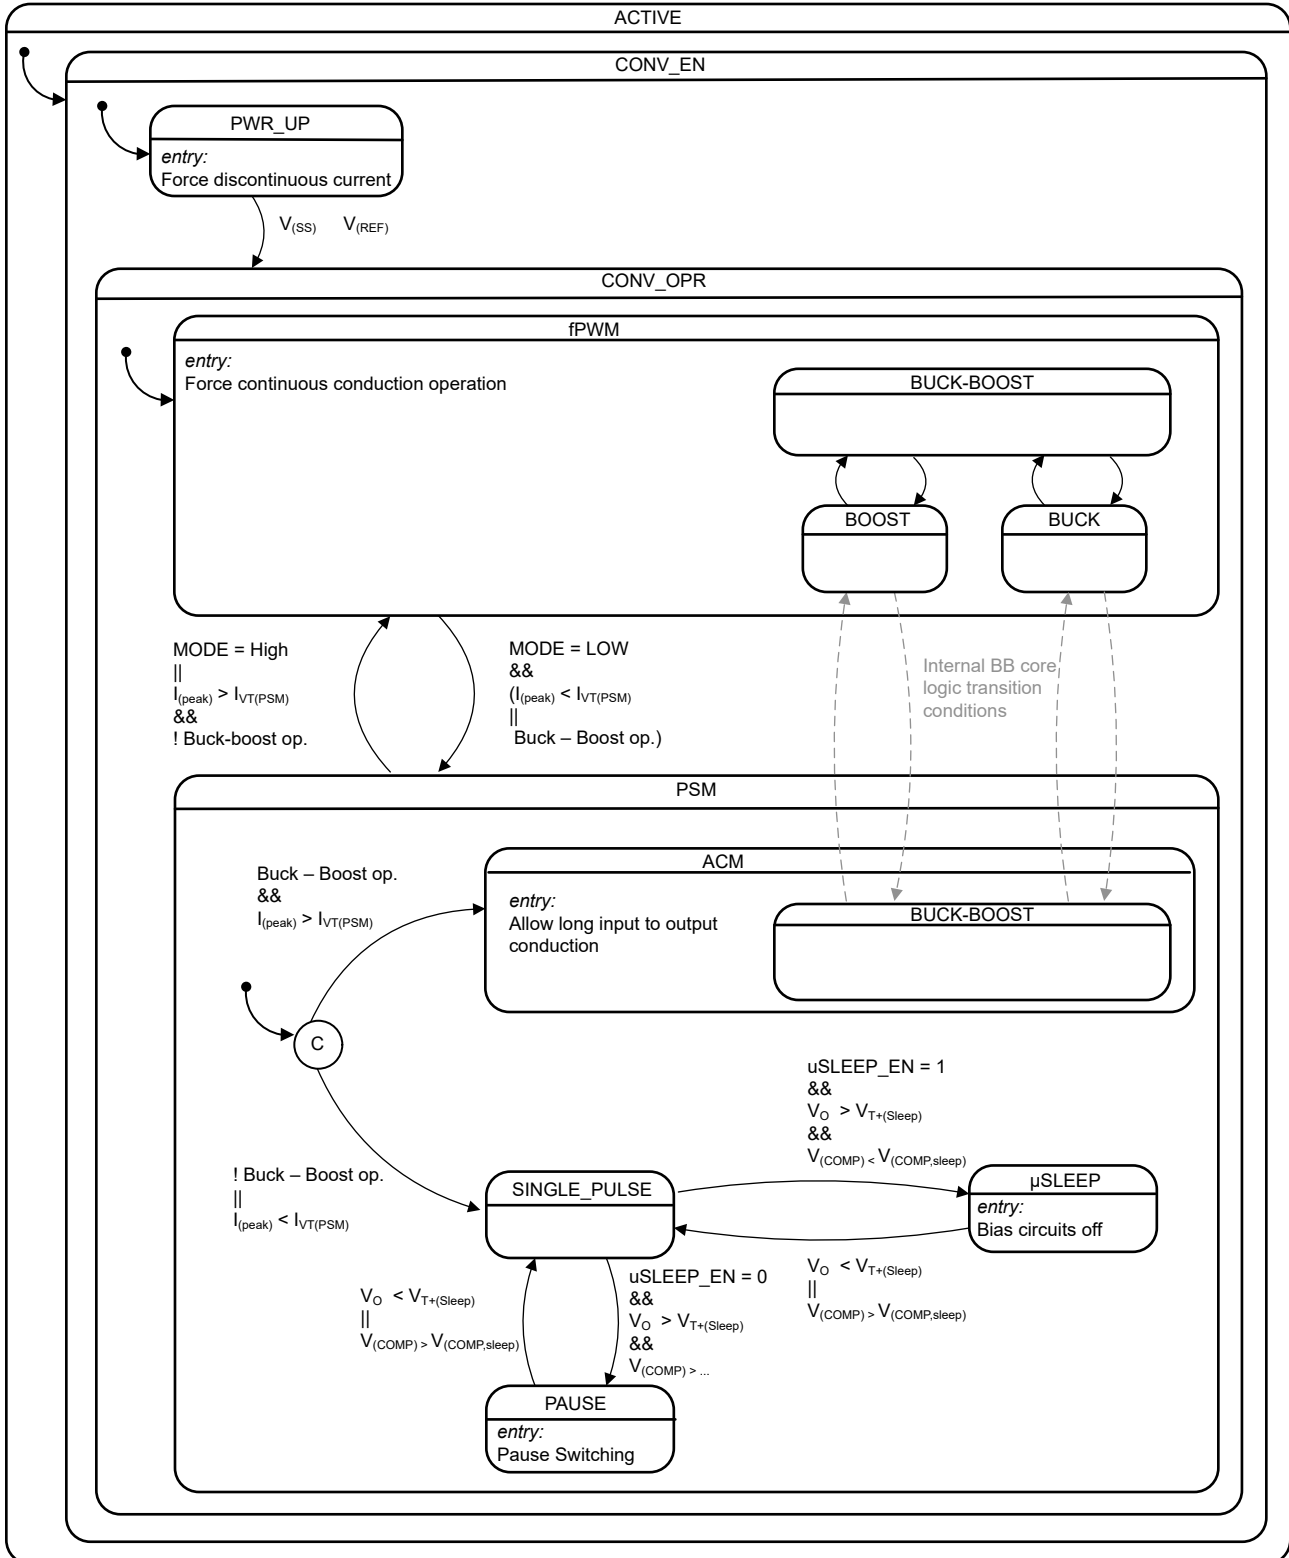 ACTIVE
CONV_EN
PWR_UP
entry:
Force discontinuous current
V(SS) V(REF)
CONV_OPR
fPWM
entry:
Force continuous conduction operation
BUCK-BOOST
BOOST
BUCK
MODE = High
||
I(peak) > IVT(PSM)
&&
! Buck-boost op.
MODE = LOW
&&
(I(peak) < IVT(PSM)
||
Buck – Boost op.)
Internal BB core
logic transition
conditions
PSM
ACM
entry:
Allow long input to output
conduction
BUCK-BOOST
Buck – Boost op.
&&
I(peak) > IVT(PSM)
C
! Buck – Boost op.
||
I(peak) < IVT(PSM)
uSLEEP_EN = 1
&&
VO > VT+(Sleep)
&&
V(COMP) < V(COMP,sleep)
SINGLE_PULSE
µSLEEP
entry:
Bias circuits off
VO < VT+(Sleep)
||
V(COMP) > V(COMP,sleep)
uSLEEP_EN = 0
&&
VO > VT+(Sleep)
&&
V(COMP) > ...
VO < VT+(Sleep)
||
V(COMP) > V(COMP,sleep)
PAUSE
entry:
Pause Switching